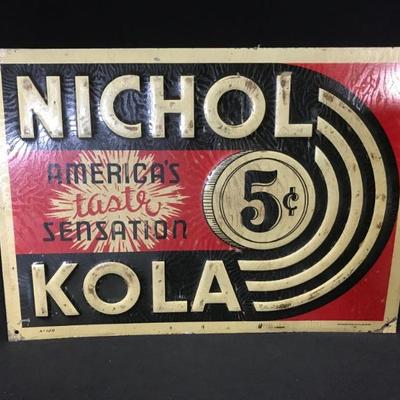 NICHOL
AMERICA'S
taste
5¢
SENSATION
KOLA